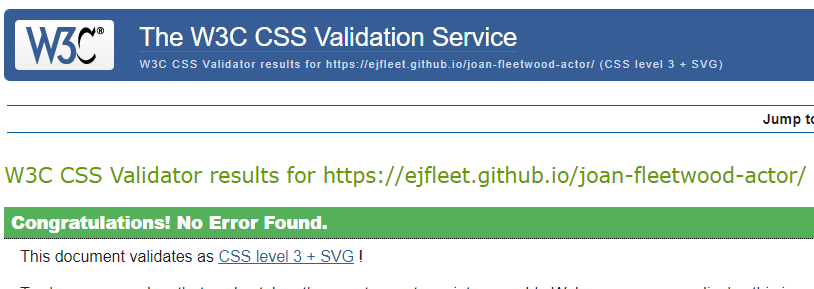 W3C®
The W3C CSS Validation Service
W3C CSS Validator results for https://ejfleet.github.io/joan-fleetwood-actor/ (CSS level 3 + SVG)
Jump to
W3C CSS Validator results for https://ejfleet.github.io/joan-fleetwood-actor/
Congratulations! No Error Found.
This document validates as CSS level 3 + SVG !